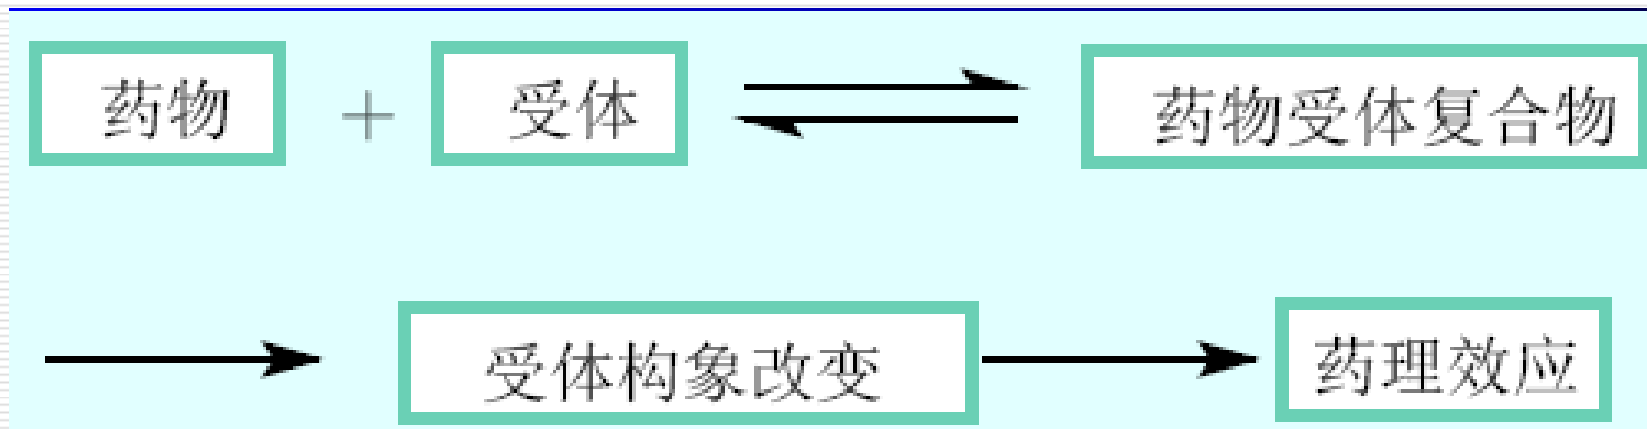 药物 + 受体 ⇌ 药物受体复合物
→ 受体构象改变 → 药理效应